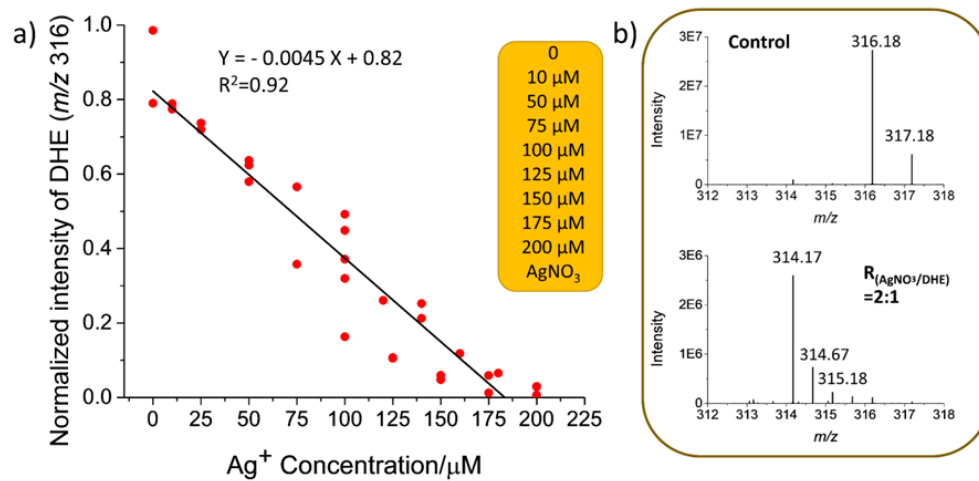 a)
Normalized intensity of DHE (m/z 316)
1.0
0.8
0.6
0.4
0.2
0.0
Y = - 0.0045 X + 0.82
R²=0.92
0
10 μM
50 μM
75 μM
100 μM
125 μM
150 μM
175 μM
200 μM
AgNO₃
0 25 50 75 100 125 150 175 200 225
Ag⁺ Concentration/μM
b)
Control
316.18
317.18
Intensity
3E7
2E7
1E7
0
312 313 314 315 316 317 318
m/z
314.17
R(AgNO³/DHE)
=2:1
314.67
315.18
Intensity
3E6
2E6
1E6
0
312 313 314 315 316 317 318
m/z